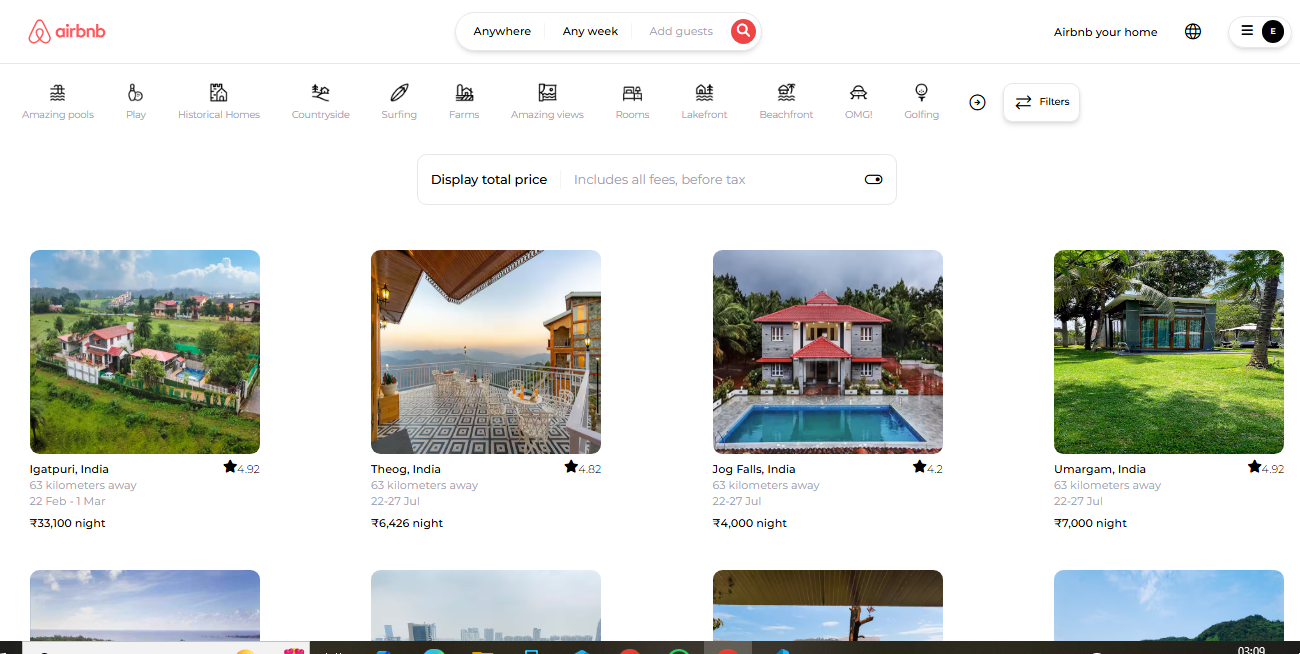 airbnb
Anywhere Any week Add guests
Airbnb your home
E
Amazing pools Play Historical Homes Countryside Surfing Farms Amazing views Rooms Lakefront Beachfront OMG! Golfing
Filters
Display total price Includes all fees, before tax
Igatpuri, India 4.92
63 kilometers away
22 Feb - 1 Mar
₹33,100 night
Theog, India 4.82
63 kilometers away
22-27 Jul
₹6,426 night
Jog Falls, India 4.2
63 kilometers away
22-27 Jul
₹4,000 night
Umargam, India 4.92
63 kilometers away
22-27 Jul
₹7,000 night
03:09